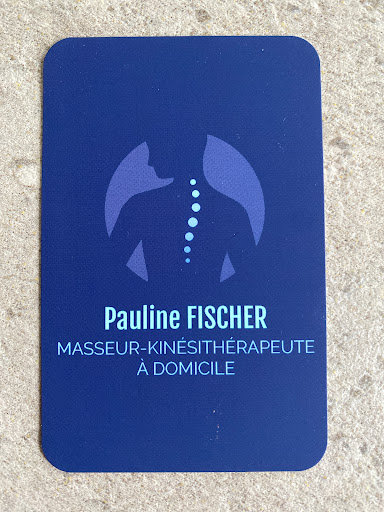 Pauline FISCHER
MASSEUR-KINÉSITHÉRAPEUTE
À DOMICILE